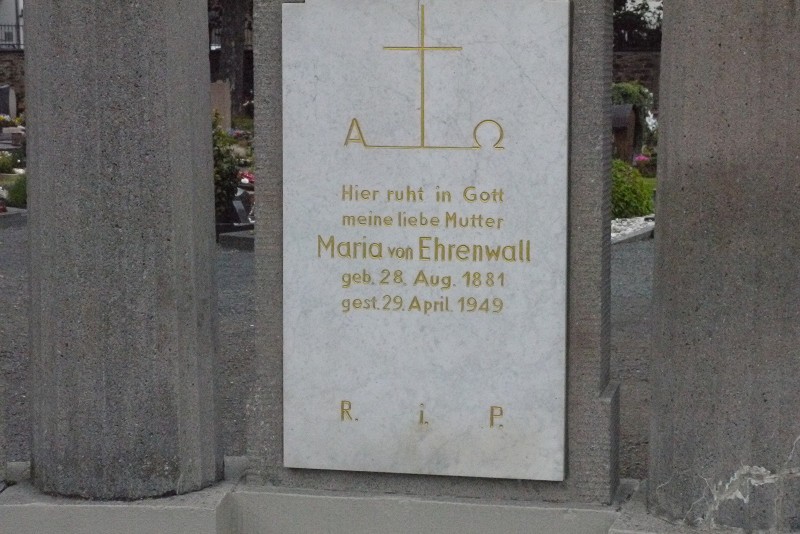 A Ω
Hier ruht in Gott
meine liebe Mutter
Maria von Ehrenwall
geb. 28. Aug. 1881
gest. 29. April. 1949
R. i. P.